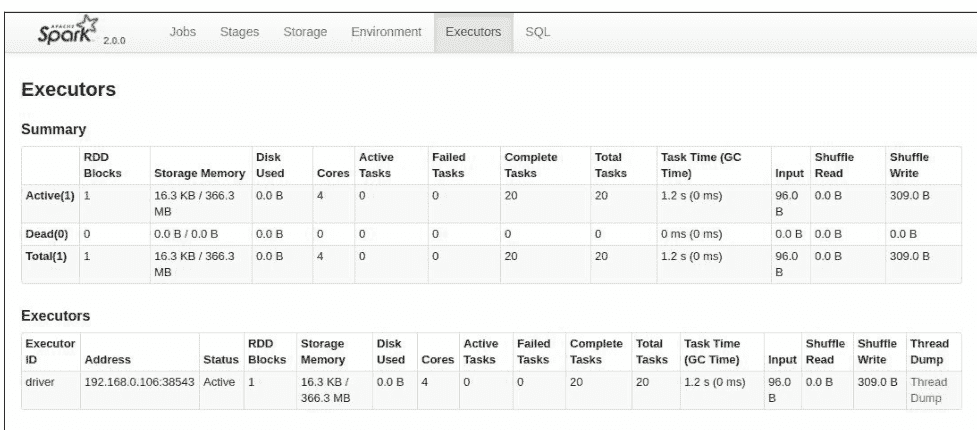 APACHE Spark 2.0.0 Jobs Stages Storage Environment Executors SQL
Executors
Summary
RDD Disk Active Failed Complete Total Task Time (GC Shuffle Shuffle
Blocks Storage Memory Used Cores Tasks Tasks Tasks Tasks Time) Input Read Write
Active(1) 1 16.3 KB / 366.3 0.0 B 4 0 0 20 20 1.2 s (0 ms) 96.0 0.0 B 309.0 B
MB B
Dead(0) 0 0.0 B / 0.0 B 0.0 B 0 0 0 0 0 0 ms (0 ms) 0.0 B 0.0 B 0.0 B
Total(1) 1 16.3 KB / 366.3 0.0 B 4 0 0 20 20 1.2 s (0 ms) 96.0 0.0 B 309.0 B
MB B
Executors
Executor RDD Storage Disk Active Failed Complete Total Task Time Shuffle Shuffle Thread
ID Address Status Blocks Memory Used Cores Tasks Tasks Tasks Tasks (GC Time) Input Read Write Dump
driver 192.168.0.106:38543 Active 1 16.3 KB / 0.0 B 4 0 0 20 20 1.2 s (0 ms) 96.0 0.0 B 309.0 B Thread
366.3 MB B Dump